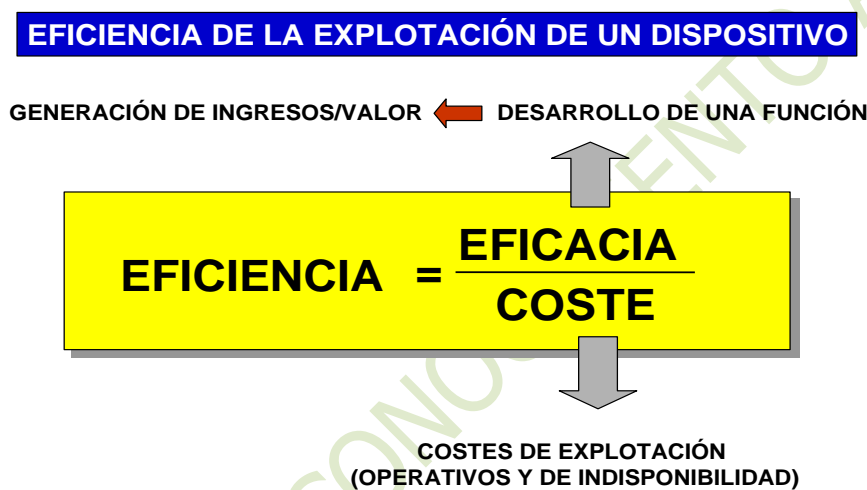 EFICIENCIA DE LA EXPLOTACIÓN DE UN DISPOSITIVO
GENERACIÓN DE INGRESOS/VALOR DESARROLLO DE UNA FUNCIÓN
EFICIENCIA = EFICACIA
COSTE
COSTES DE EXPLOTACIÓN
(OPERATIVOS Y DE INDISPONIBILIDAD)